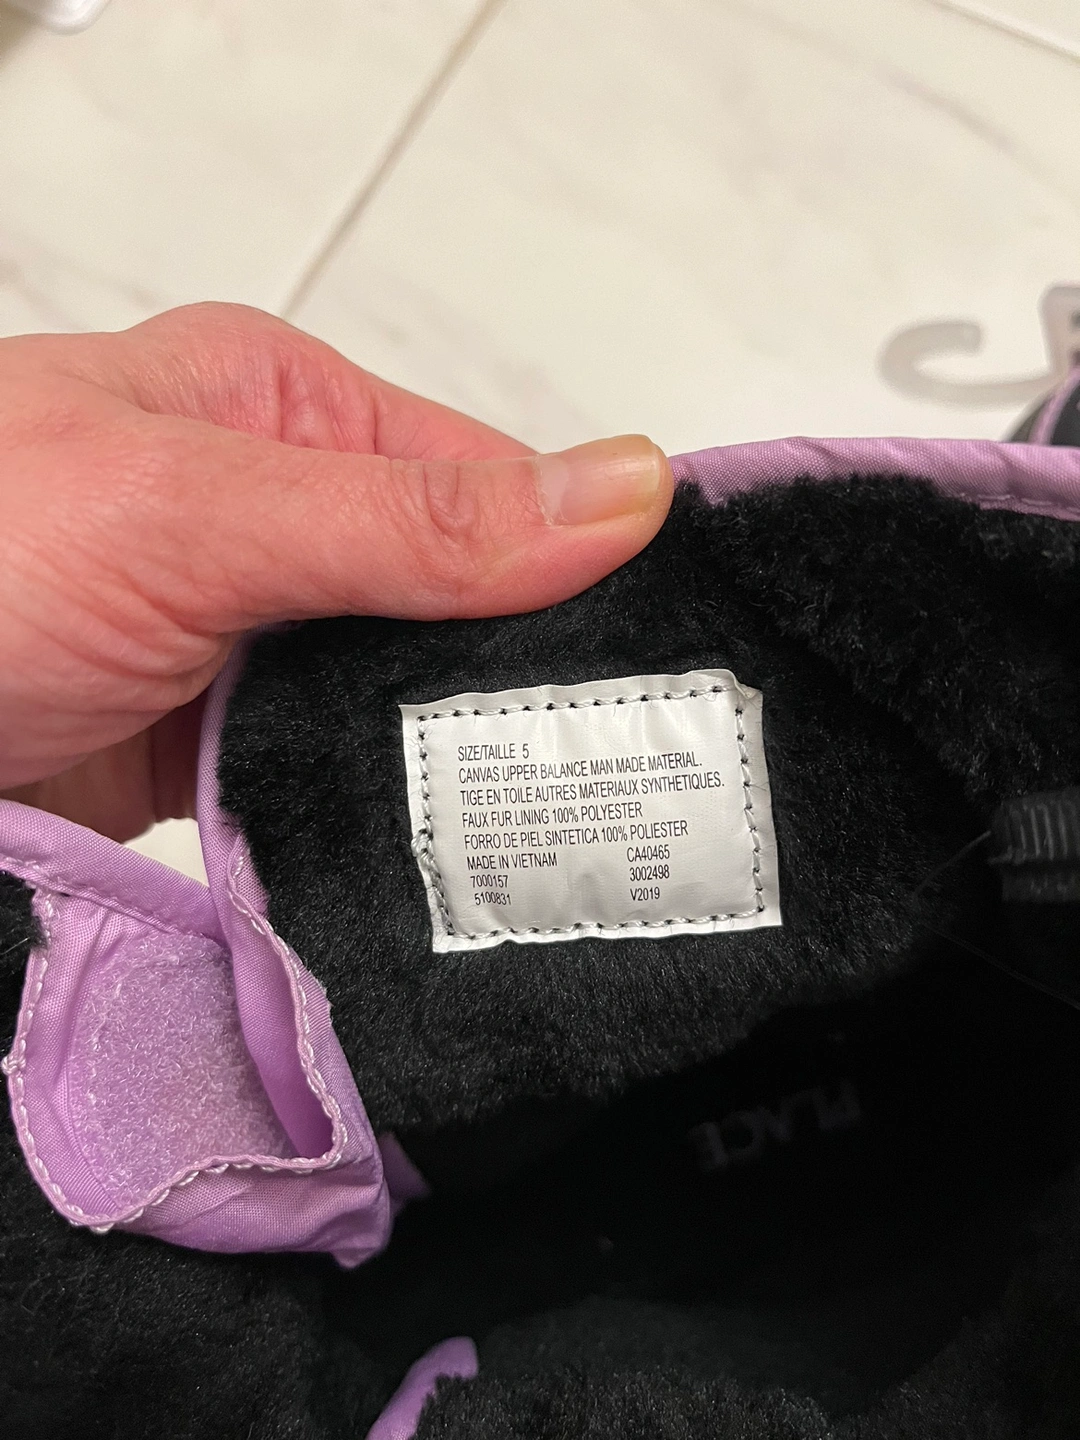 SIZE/TAILLE 5
CANVAS UPPER BALANCE MAN MADE MATERIAL.
TIGE EN TOILE AUTRES MATERIAUX SYNTHETIQUES.
FAUX FUR LINING 100% POLYESTER
FORRO DE PIEL SINTETICA 100% POLIESTER
MADE IN VIETNAM CA40465
7000157 3002498
5100831 V2019
PLACE